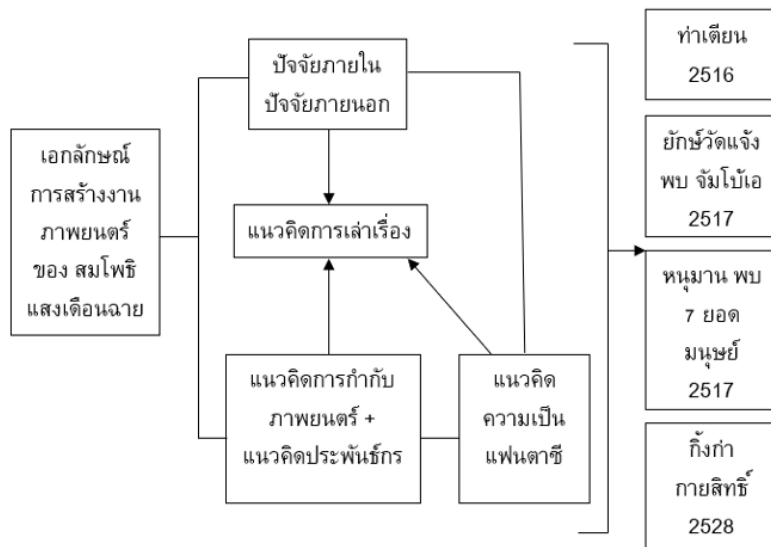 เอกลักษณ์
การสร้างงาน
ภาพยนตร์
ของ สมโพธิ
แสงเดือนฉาย
ปัจจัยภายใน
ปัจจัยภายนอก
แนวคิดการเล่าเรื่อง
แนวคิดการกำกับ
ภาพยนตร์ +
แนวคิดประพันธ์กร
แนวคิด
ความเป็น
แฟนตาซี
ท่าเตียน
2516
ยักษ์วัดแจ้ง
พบ จัมโบ้เอ
2517
หนุมาน พบ
7 ยอด
มนุษย์
2517
กิ้งก่า
กายสิทธิ์
2528